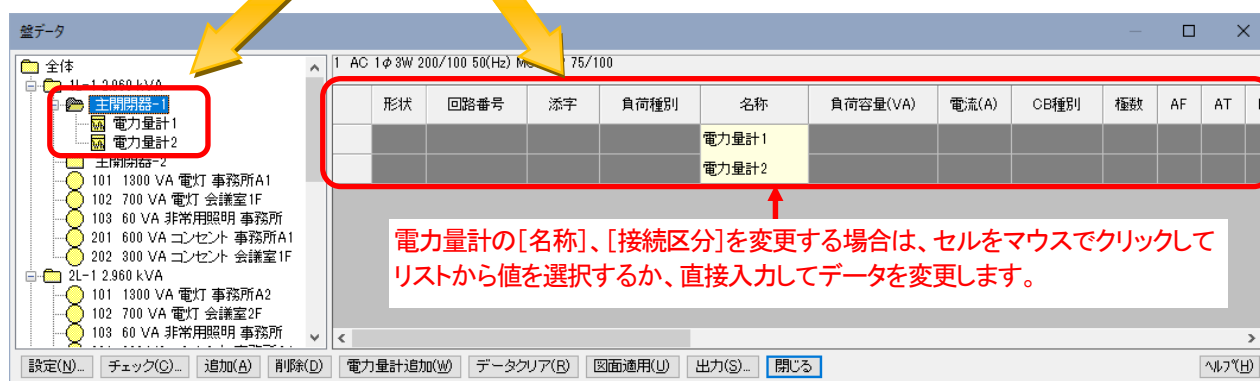 盤データ
全体
1 AC 1φ3W 200/100 50(Hz) 75/100
1L-1 2.960 kVA
主開閉器-1
電力量計1
電力量計2
主開閉器-2
101 1300 VA 電灯 事務所A1
102 700 VA 電灯 会議室1F
103 60 VA 非常用照明 事務所
201 600 VA コンセント 事務所A1
202 300 VA コンセント 会議室1F
2L-1 2.960 kVA
101 1300 VA 電灯 事務所A2
102 700 VA 電灯 会議室2F
103 60 VA 非常用照明 事務所
形状 回路番号 添字 負荷種別 名称 負荷容量(VA) 電流(A) CB種別 極数 AF AT
電力量計1
電力量計2
電力量計の[名称]、[接続区分]を変更する場合は、セルをマウスでクリックして
リストから値を選択するか、直接入力してデータを変更します。
設定(N)... チェック(C)... 追加(A) 削除(D) 電力量計追加(W) データクリア(R) 図面適用(U) 出力(S)... 閉じる ヘルプ(H)